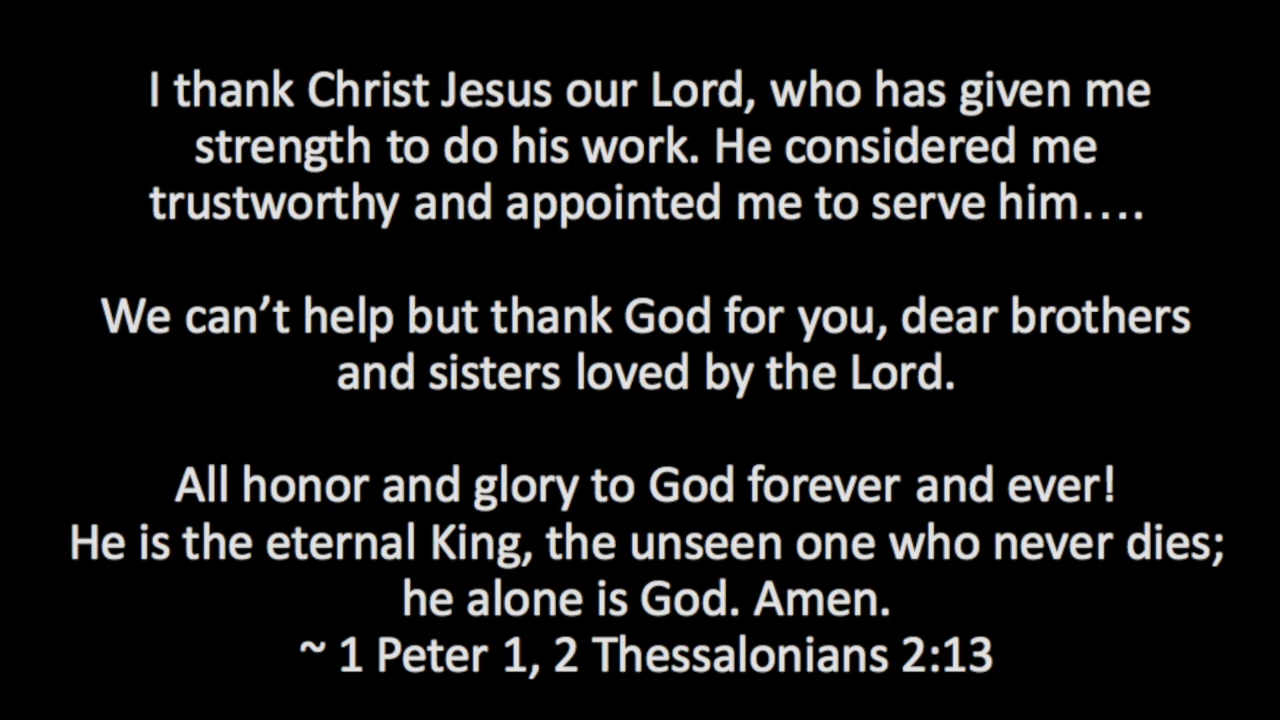 I thank Christ Jesus our Lord, who has given me
strength to do his work. He considered me
trustworthy and appointed me to serve him....
We can’t help but thank God for you, dear brothers
and sisters loved by the Lord.
All honor and glory to God forever and ever!
He is the eternal King, the unseen one who never dies;
he alone is God. Amen.
~ 1 Peter 1, 2 Thessalonians 2:13